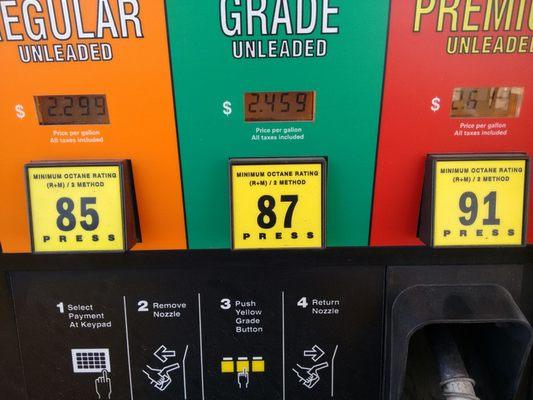 REGULAR
UNLEADED
$ 2.299
Price per gallon
All taxes included
MINIMUM OCTANE RATING
(R+M) / 2 METHOD
85
PRESS
GRADE
UNLEADED
$ 2.459
Price per gallon
All taxes included
MINIMUM OCTANE RATING
(R+M) / 2 METHOD
87
PRESS
PREMIUM
UNLEADED
$
Price per gallon
All taxes included
MINIMUM OCTANE RATING
(R+M) / 2 METHOD
91
PRESS
1 Select
Payment
At Keypad
2 Remove
Nozzle
3 Push
Yellow
Grade
Button
4 Return
Nozzle